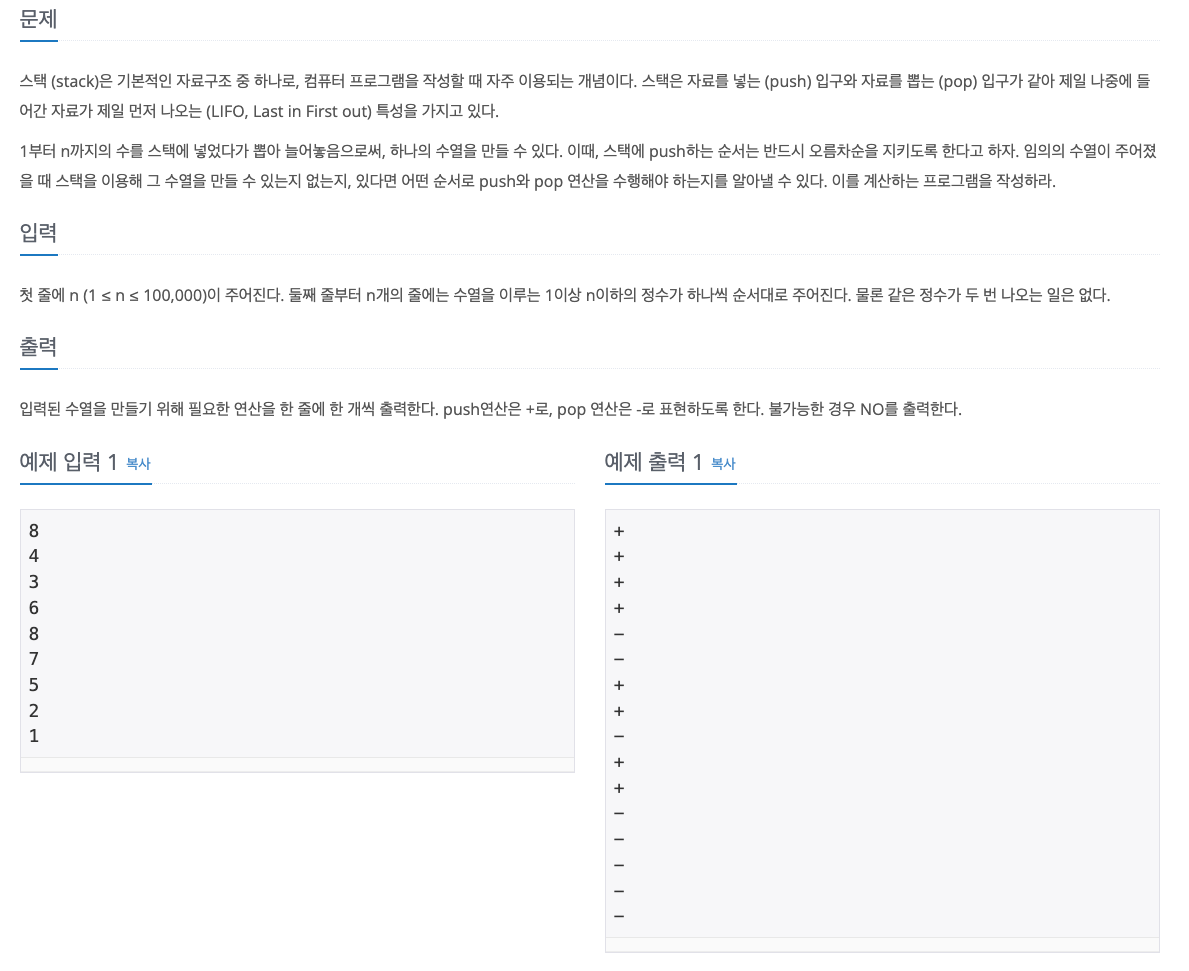 문제
스택 (stack)은 기본적인 자료구조 중 하나로, 컴퓨터 프로그램을 작성할 때 자주 이용되는 개념이다. 스택은 자료를 넣는 (push) 입구와 자료를 뽑는 (pop) 입구가 같아 제일 나중에 들
어간 자료가 제일 먼저 나오는 (LIFO, Last in First out) 특성을 가지고 있다.
1부터 n까지의 수를 스택에 넣었다가 뽑아 늘어놓음으로써, 하나의 수열을 만들 수 있다. 이때, 스택에 push하는 순서는 반드시 오름차순을 지키도록 한다고 하자. 임의의 수열이 주어졌
을 때 스택을 이용해 그 수열을 만들 수 있는지 없는지, 있다면 어떤 순서로 push와 pop 연산을 수행해야 하는지를 알아낼 수 있다. 이를 계산하는 프로그램을 작성하라.
입력
첫 줄에 n (1 ≤ n ≤ 100,000)이 주어진다. 둘째 줄부터 n개의 줄에는 수열을 이루는 1이상 n이하의 정수가 하나씩 순서대로 주어진다. 물론 같은 정수가 두 번 나오는 일은 없다.
출력
입력된 수열을 만들기 위해 필요한 연산을 한 줄에 한 개씩 출력한다. push연산은 +로, pop 연산은 -로 표현하도록 한다. 불가능한 경우 NO를 출력한다.
예제 입력 1 복사
8
4
3
6
8
7
5
2
1
예제 출력 1 복사
+
+
+
+
-
-
+
+
-
+
+
-
-
-
-
-